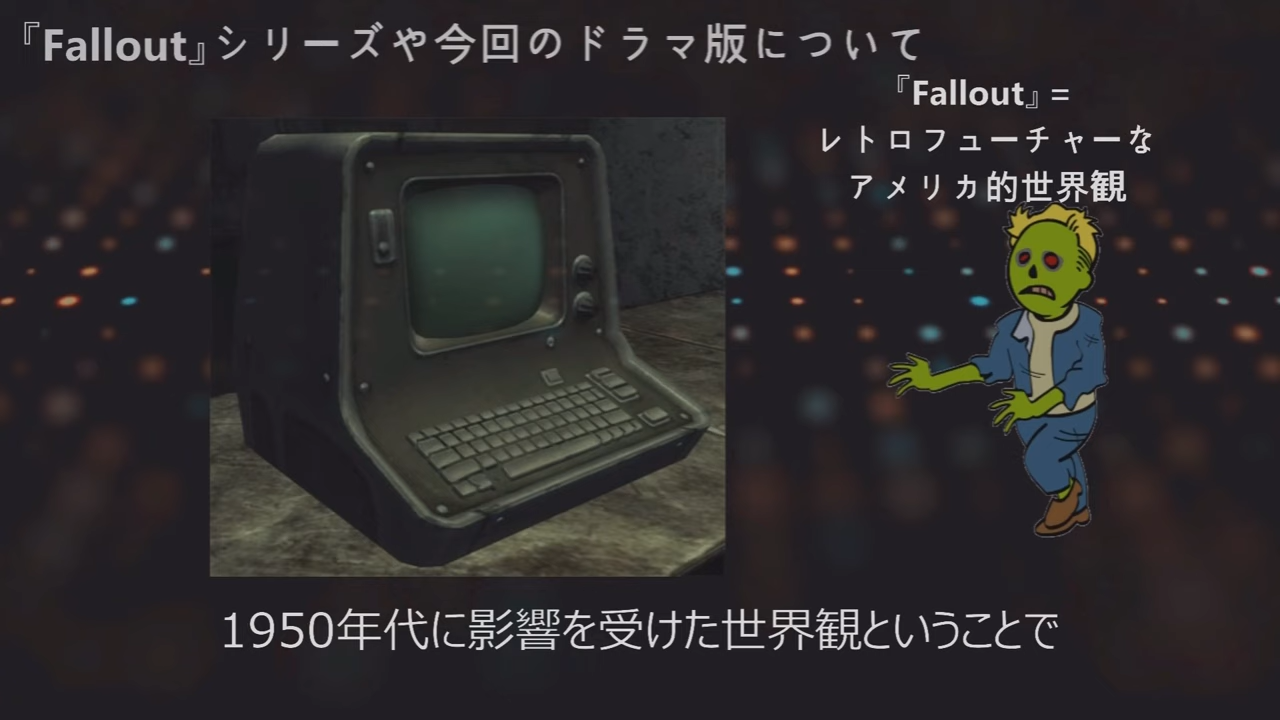 『Fallout』シリーズや今回のドラマ版について
『Fallout』=
レトロフューチャーな
アメリカ的世界観
1950年代に影響を受けた世界観ということで